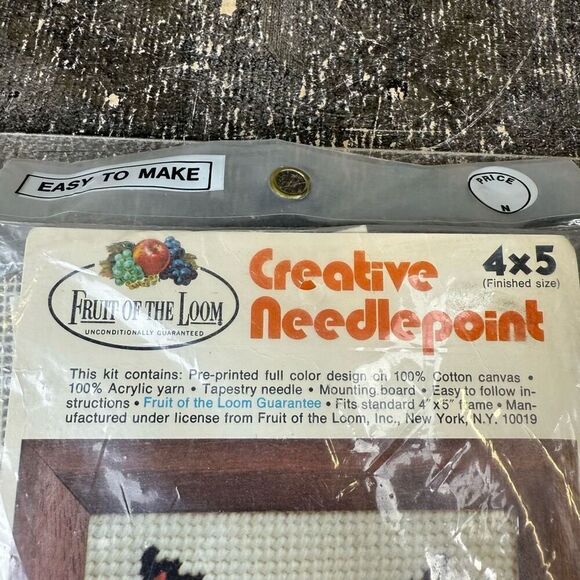 EASY TO MAKE
PRICE
N
Creative
Needlepoint
4x5
(Finished size)
FRUIT OF THE LOOM
UNCONDITIONALLY GUARANTEED
This kit contains: Pre-printed full color design on 100% Cotton canvas •
100% Acrylic yarn • Tapestry needle • Mounting board • Easy to follow in-
structions • Fruit of the Loom Guarantee • Fits standard 4" x 5" frame • Man-
ufactured under license from Fruit of the Loom, Inc., New York, N.Y. 10019